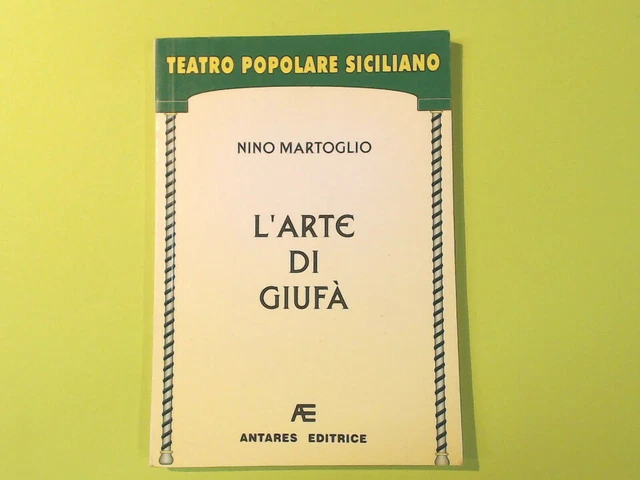 TEATRO POPOLARE SICILIANO
NINO MARTOGLIO
L'ARTE
DI
GIUFÀ
Æ
ANTARES EDITRICE